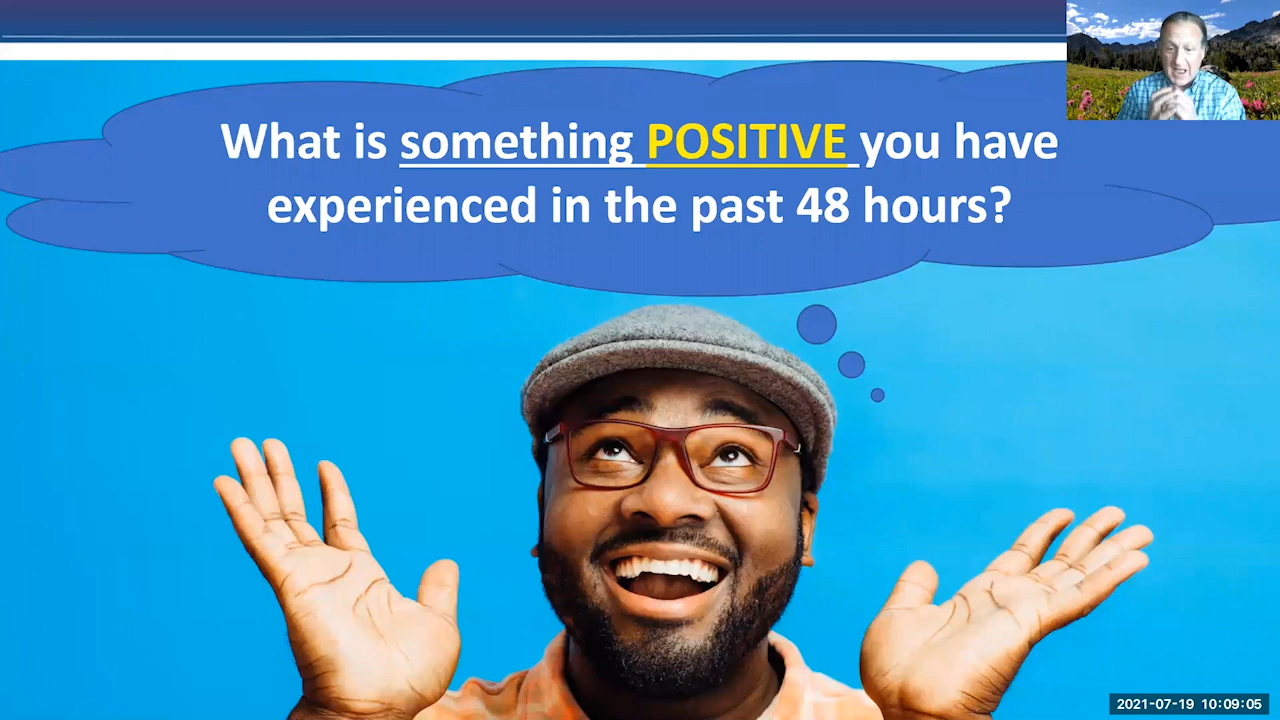 What is something POSITIVE you have
experienced in the past 48 hours?
2021-07-19 10:09:05